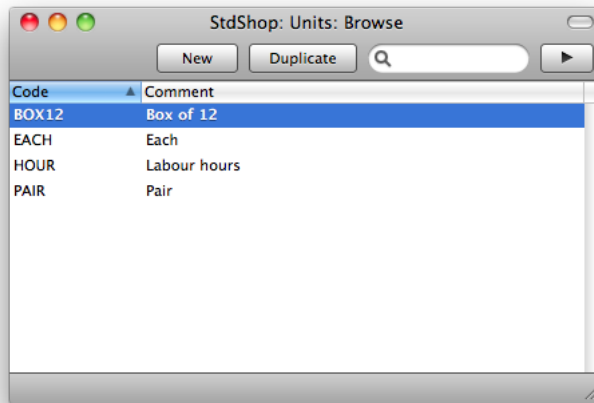 StdShop: Units: Browse
New Duplicate
Code Comment
BOX12 Box of 12
EACH Each
HOUR Labour hours
PAIR Pair